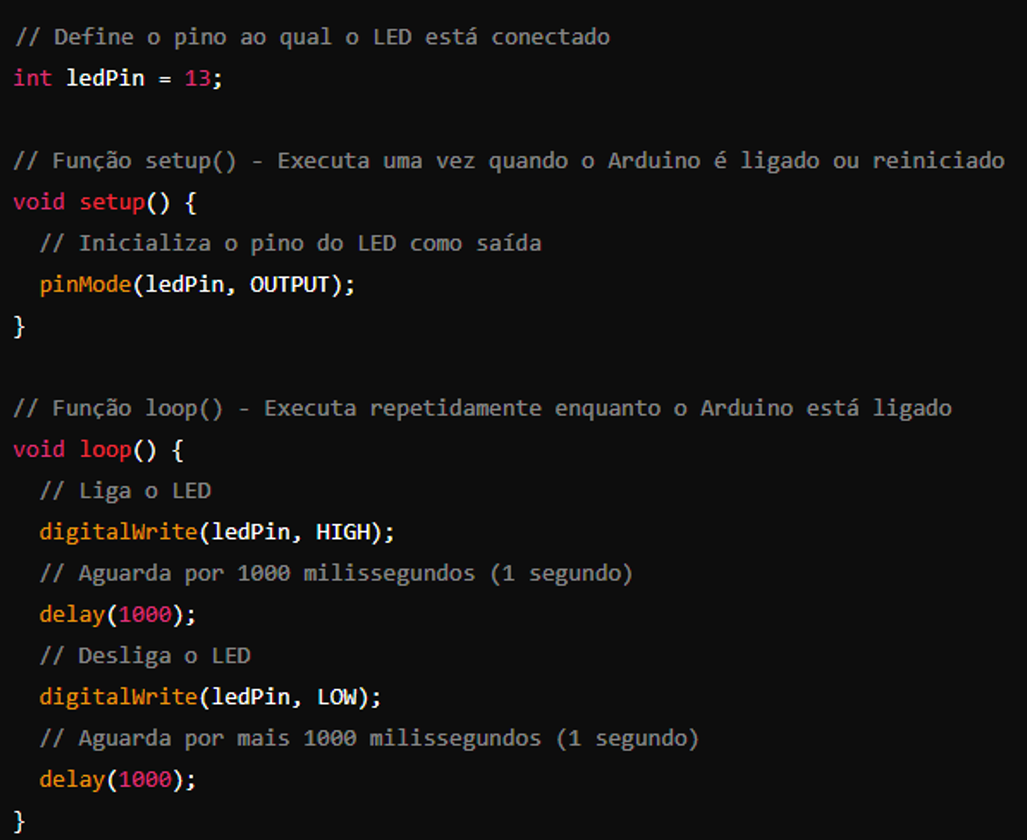 // Define o pino ao qual o LED está conectado
int ledPin = 13;
// Função setup() - Executa uma vez quando o Arduino é ligado ou reiniciado
void setup() {
// Inicializa o pino do LED como saída
pinMode(ledPin, OUTPUT);
}
// Função loop() - Executa repetidamente enquanto o Arduino está ligado
void loop() {
// Liga o LED
digitalWrite(ledPin, HIGH);
// Aguarda por 1000 milissegundos (1 segundo)
delay(1000);
// Desliga o LED
digitalWrite(ledPin, LOW);
// Aguarda por mais 1000 milissegundos (1 segundo)
delay(1000);
}